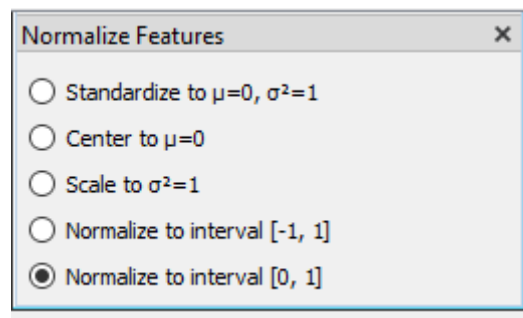 Normalize Features
Standardize to μ=0, σ²=1
Center to μ=0
Scale to σ²=1
Normalize to interval [-1, 1]
Normalize to interval [0, 1]